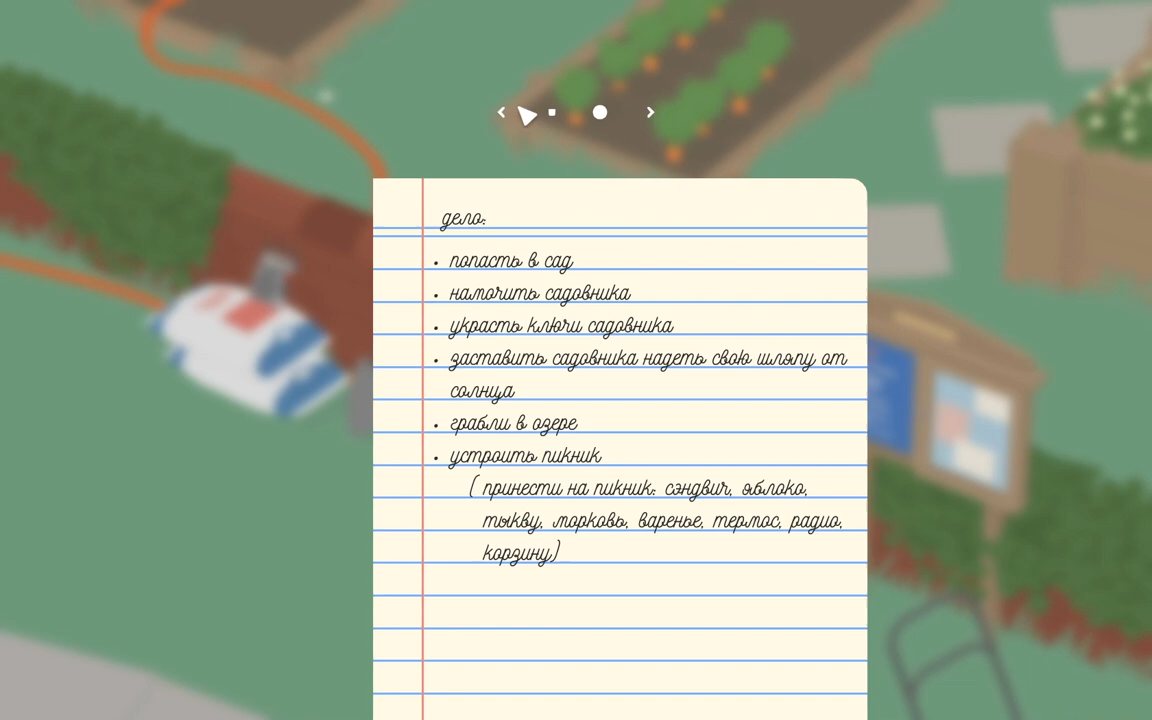 дело:
• попасть в сад
• намочить садовника
• украсть ключи садовника
• заставить садовника надеть свою шляпу от
солнца
• грабли в озере
• устроить пикник
( принести на пикник: сэндвич, яблоко,
тыкву, морковь, варенье, термос, радио,
корзину)